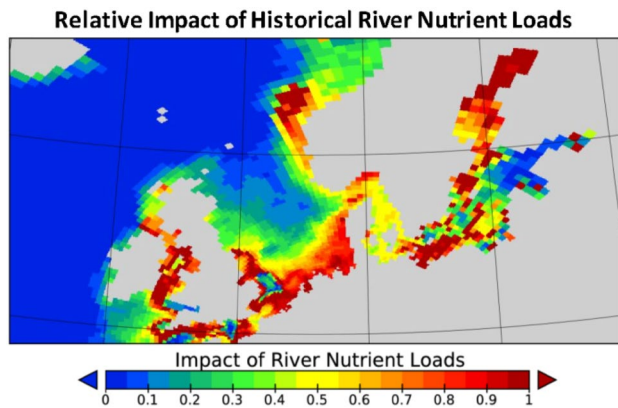 Relative Impact of Historical River Nutrient Loads
Impact of River Nutrient Loads
0 0.1 0.2 0.3 0.4 0.5 0.6 0.7 0.8 0.9 1